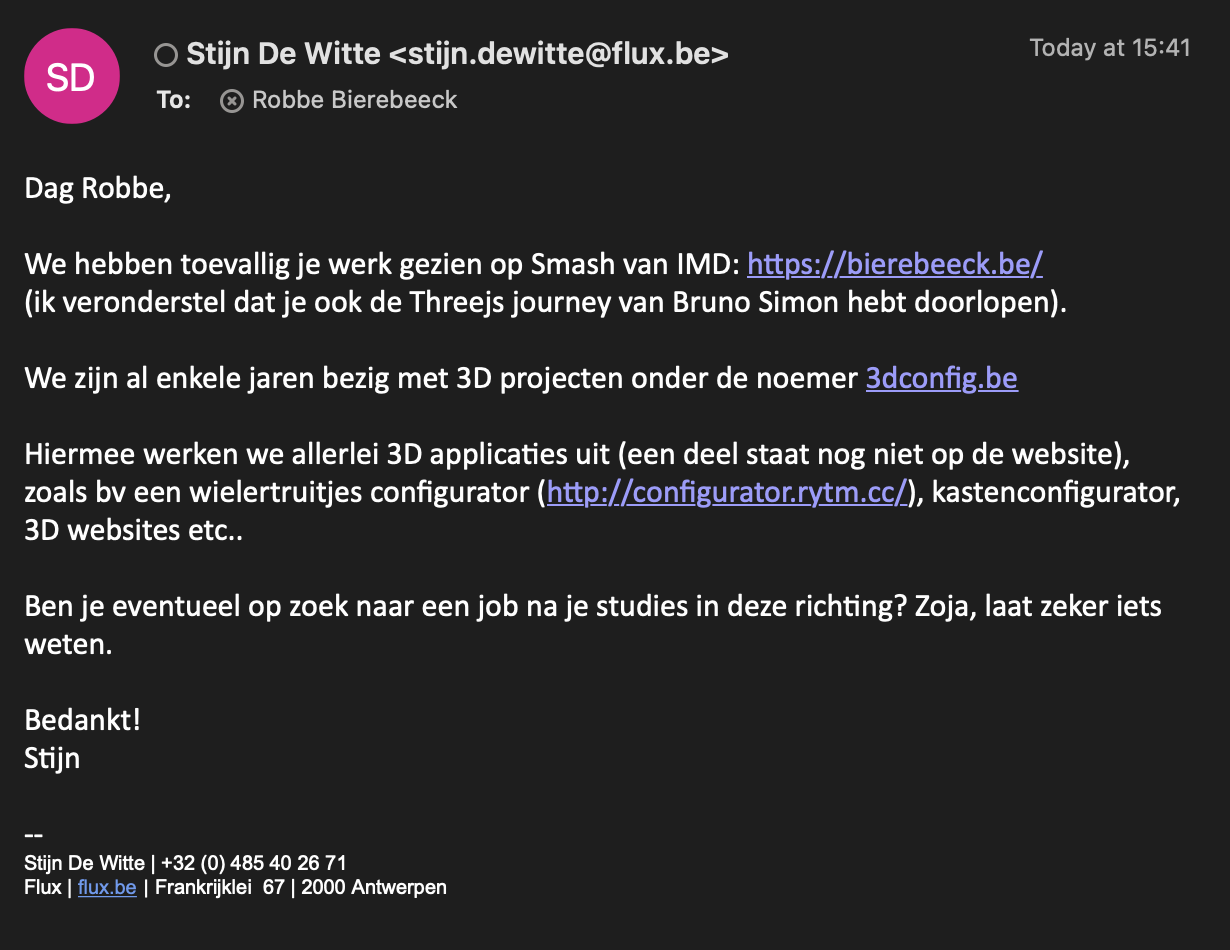 SD
Stijn De Witte <stijn.dewitte@flux.be>
Today at 15:41
To: Robbe Bierebeeck
Dag Robbe,
We hebben toevallig je werk gezien op Smash van IMD: https://bierebeeck.be/
(ik veronderstel dat je ook de Threejs journey van Bruno Simon hebt doorlopen).
We zijn al enkele jaren bezig met 3D projecten onder de noemer 3dconfig.be
Hiermee werken we allerlei 3D applicaties uit (een deel staat nog niet op de website),
zoals bv een wielertruitjes configurator (http://configurator.rytm.cc/), kastenconfigurator,
3D websites etc..
Ben je eventueel op zoek naar een job na je studies in deze richting? Zoja, laat zeker iets
weten.
Bedankt!
Stijn
--
Stijn De Witte | +32 (0) 485 40 26 71
Flux | flux.be | Frankrijklei  67 | 2000 Antwerpen